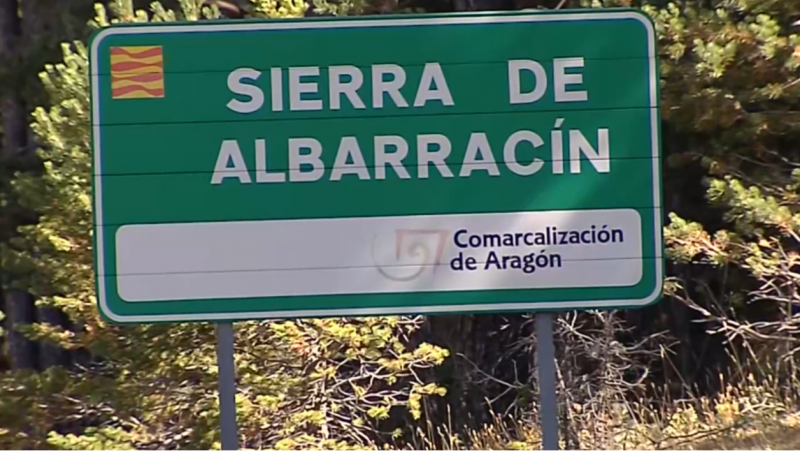 SIERRA DE
ALBARRACÍN
Comarcalización
de Aragón